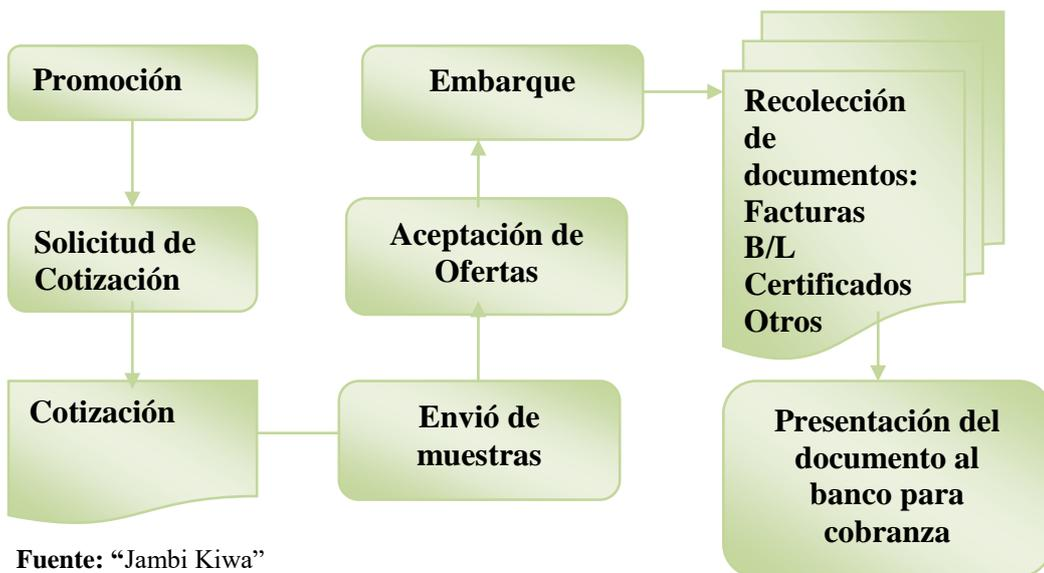 Promoción
Solicitud de
Cotización
Cotización
Envió de
muestras
Aceptación de
Ofertas
Embarque
Recolección
de
documentos:
Facturas
B/L
Certificados
Otros
Presentación del
documento al
banco para
cobranza
Fuente: “Jambi Kiwa”